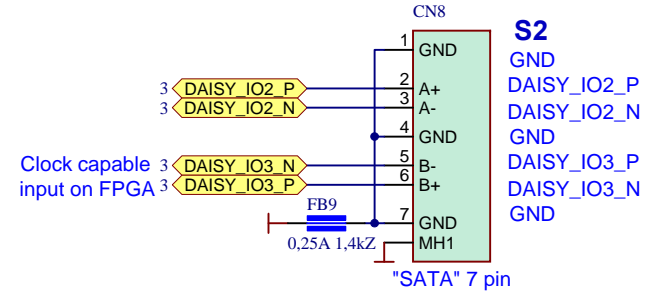 CN8
S2
1 GND GND
3 DAISY_IO2_P 2 A+ DAISY_IO2_P
3 DAISY_IO2_N 3 A- DAISY_IO2_N
4 GND GND
Clock capable 3 DAISY_IO3_N 5 B- DAISY_IO3_P
input on FPGA 3 DAISY_IO3_P 6 B+ DAISY_IO3_N
FB9 7 GND GND
0,25A 1,4kZ MH1
"SATA" 7 pin